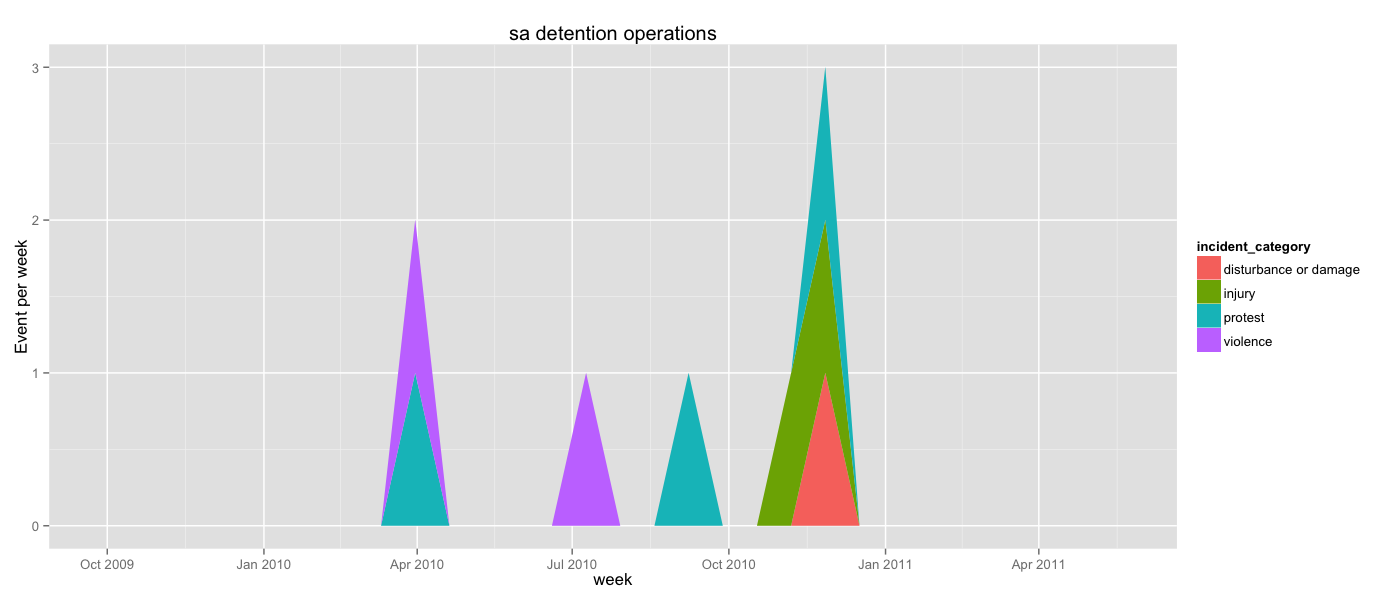 sa detention operations
Event per week
3
2
1
0
Oct 2009
Jan 2010
Apr 2010
Jul 2010
Oct 2010
Jan 2011
Apr 2011
week
incident_category
disturbance or damage
injury
protest
violence